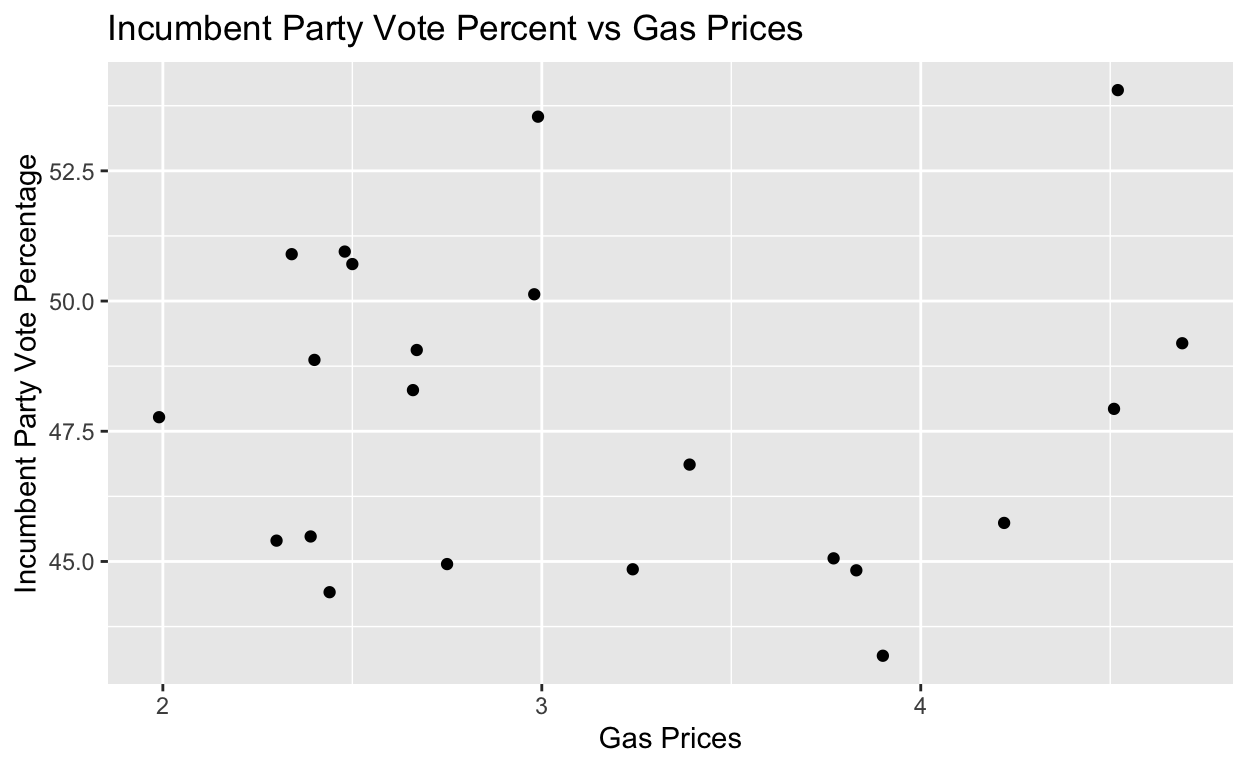 Incumbent Party Vote Percent vs Gas Prices
Incumbent Party Vote Percentage
52.5
50.0
47.5
45.0
2 3 4
Gas Prices